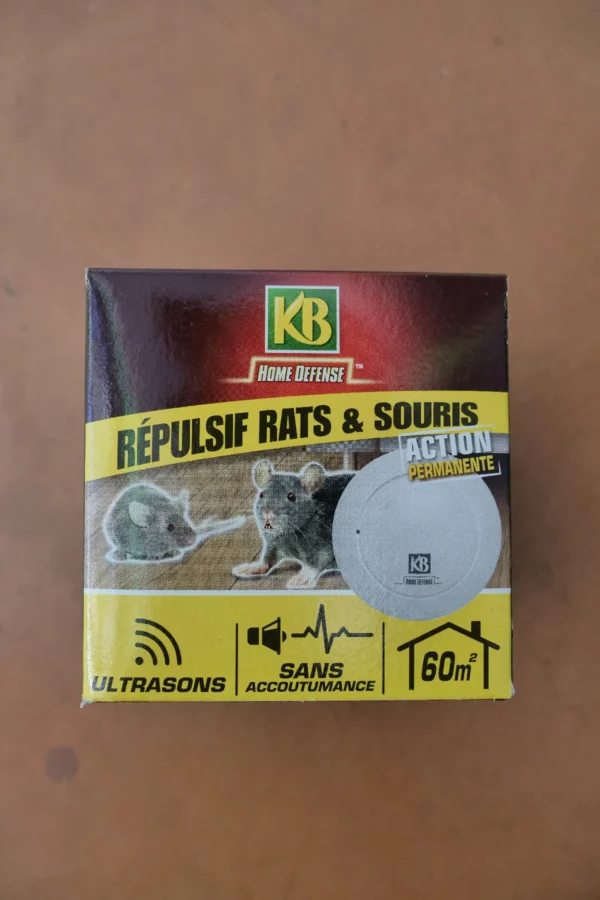 KB
HOME DEFENSE™
RÉPULSIF RATS & SOURIS
ACTION
PERMANENTE
KB
HOME DEFENSE
ULTRASONS
SANS
ACCOUTUMANCE
60m²